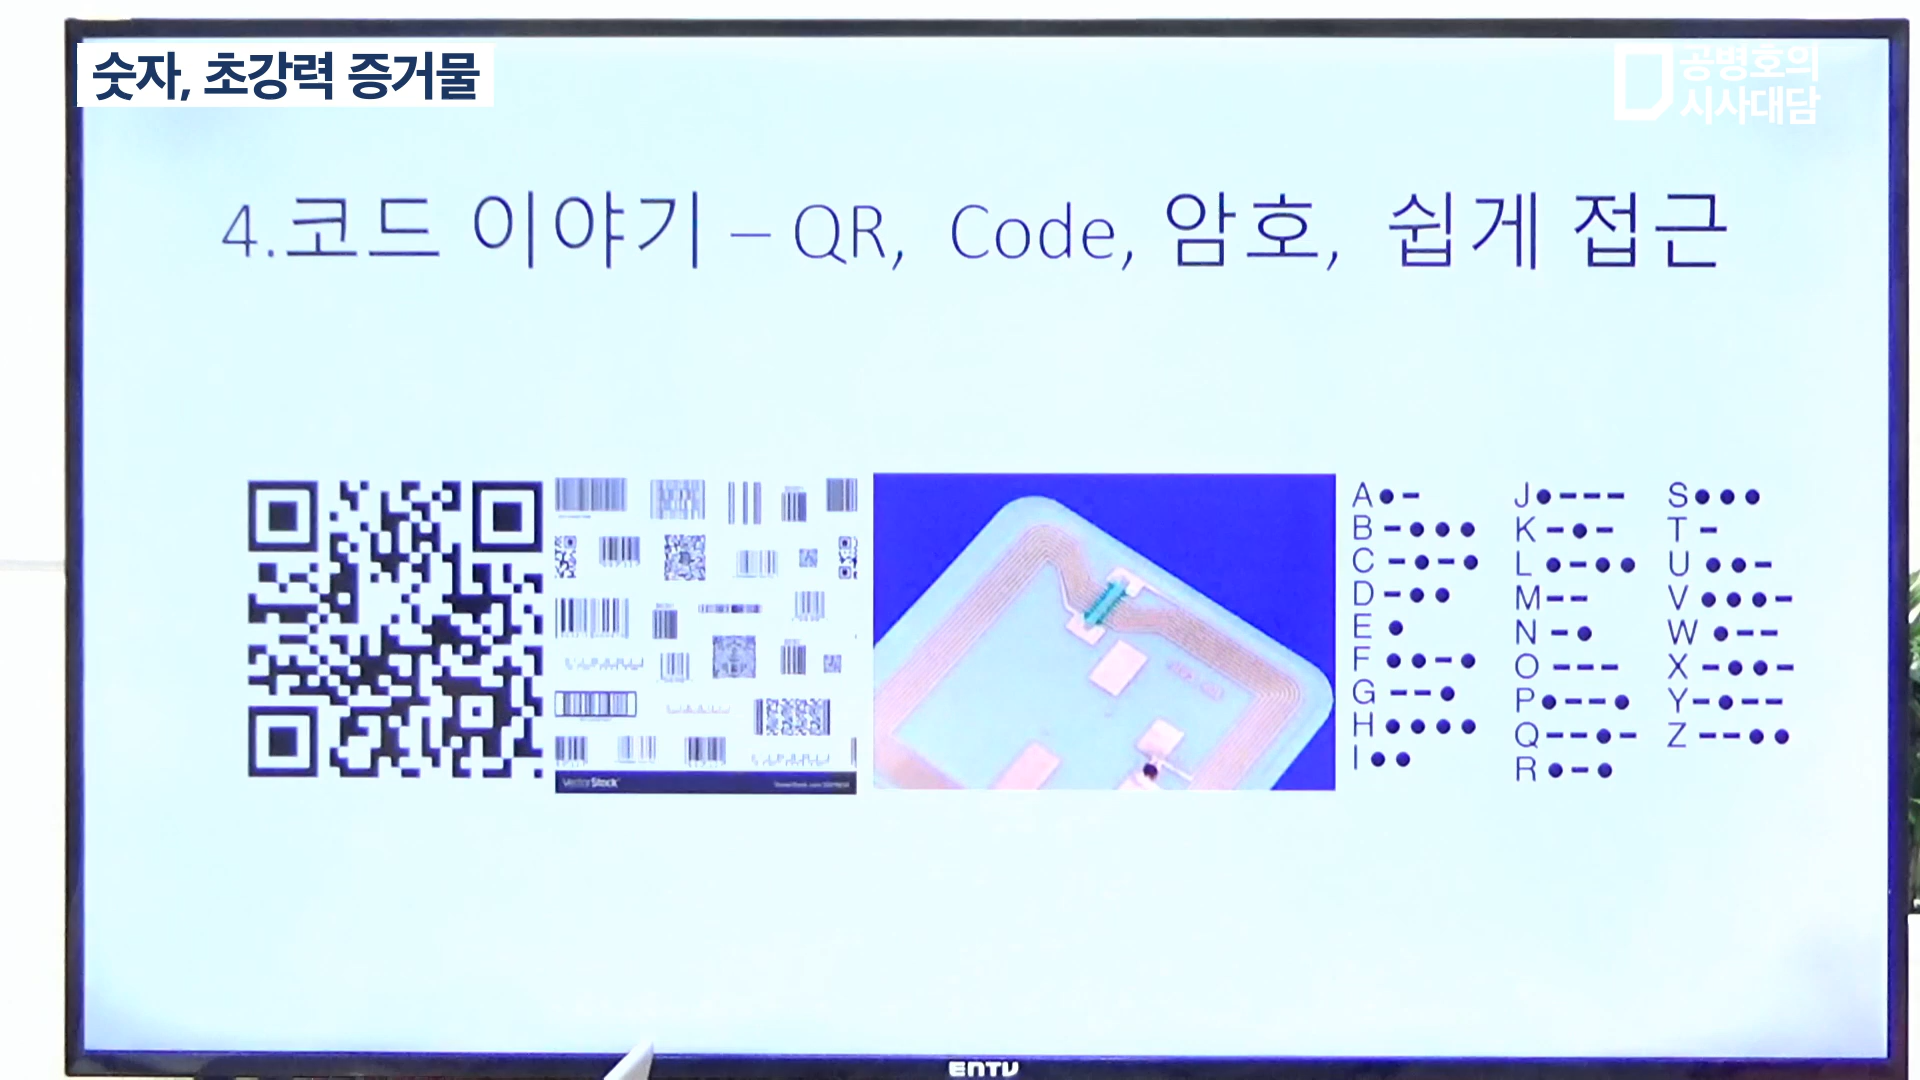 숫자, 초강력 증거물
공병호의
시사대담
4.코드 이야기 – QR, Code, 암호, 쉽게 접근
A ● –
B – ● ● ●
C – ● – ●
D – ● ●
E ●
F ● ● – ●
G – – ●
H ● ● ● ●
I ● ●
J ● – – –
K – ● –
L ● – ● ●
M – –
N – ●
O – – –
P ● – – ●
Q – – ● –
R ● – ●
S ● ● ●
T –
U ● ● –
V ● ● ● –
W ● – –
X – ● ● –
Y – ● – –
Z – – ● ●
VectorStock
ENTV